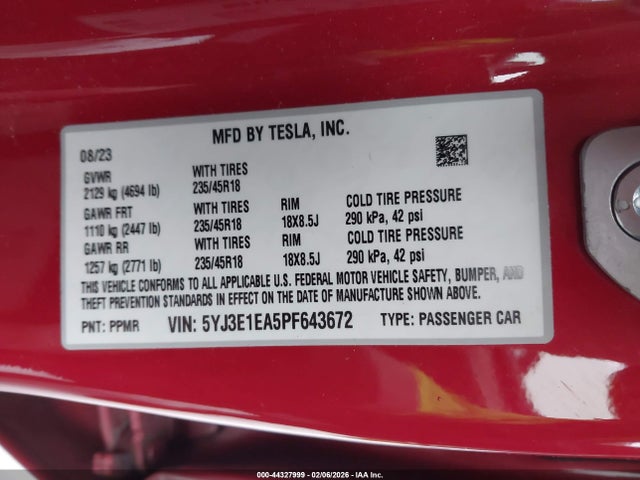 MFD BY TESLA, INC.
08/23
GVWR WITH TIRES
2129 kg (4694 lb) 235/45R18
GAWR FRT WITH TIRES RIM COLD TIRE PRESSURE
1110 kg (2447 lb) 235/45R18 18X8.5J 290 kPa, 42 psi
GAWR RR WITH TIRES RIM COLD TIRE PRESSURE
1257 kg (2771 lb) 235/45R18 18X8.5J 290 kPa, 42 psi
THIS VEHICLE CONFORMS TO ALL APPLICABLE U.S. FEDERAL MOTOR VEHICLE SAFETY, BUMPER, AND
THEFT PREVENTION STANDARDS IN EFFECT ON THE DATE OF MANUFACTURE SHOWN ABOVE.
PNT: PPMR VIN: 5YJ3E1EA5PF643672 TYPE: PASSENGER CAR
000-44327999 - 02/06/2026 - IAA Inc.